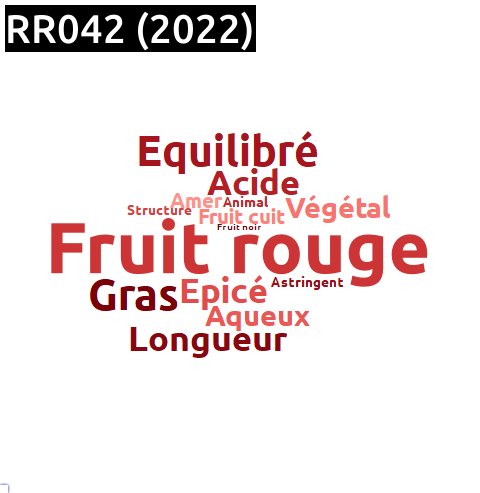 RR042 (2022)
Equilibré
Acide
Amer Animal
Structure
Fruit cuit Végétal
Fruit noir
Fruit rouge
Astringent
Gras Epicé
Aqueux
Longueur